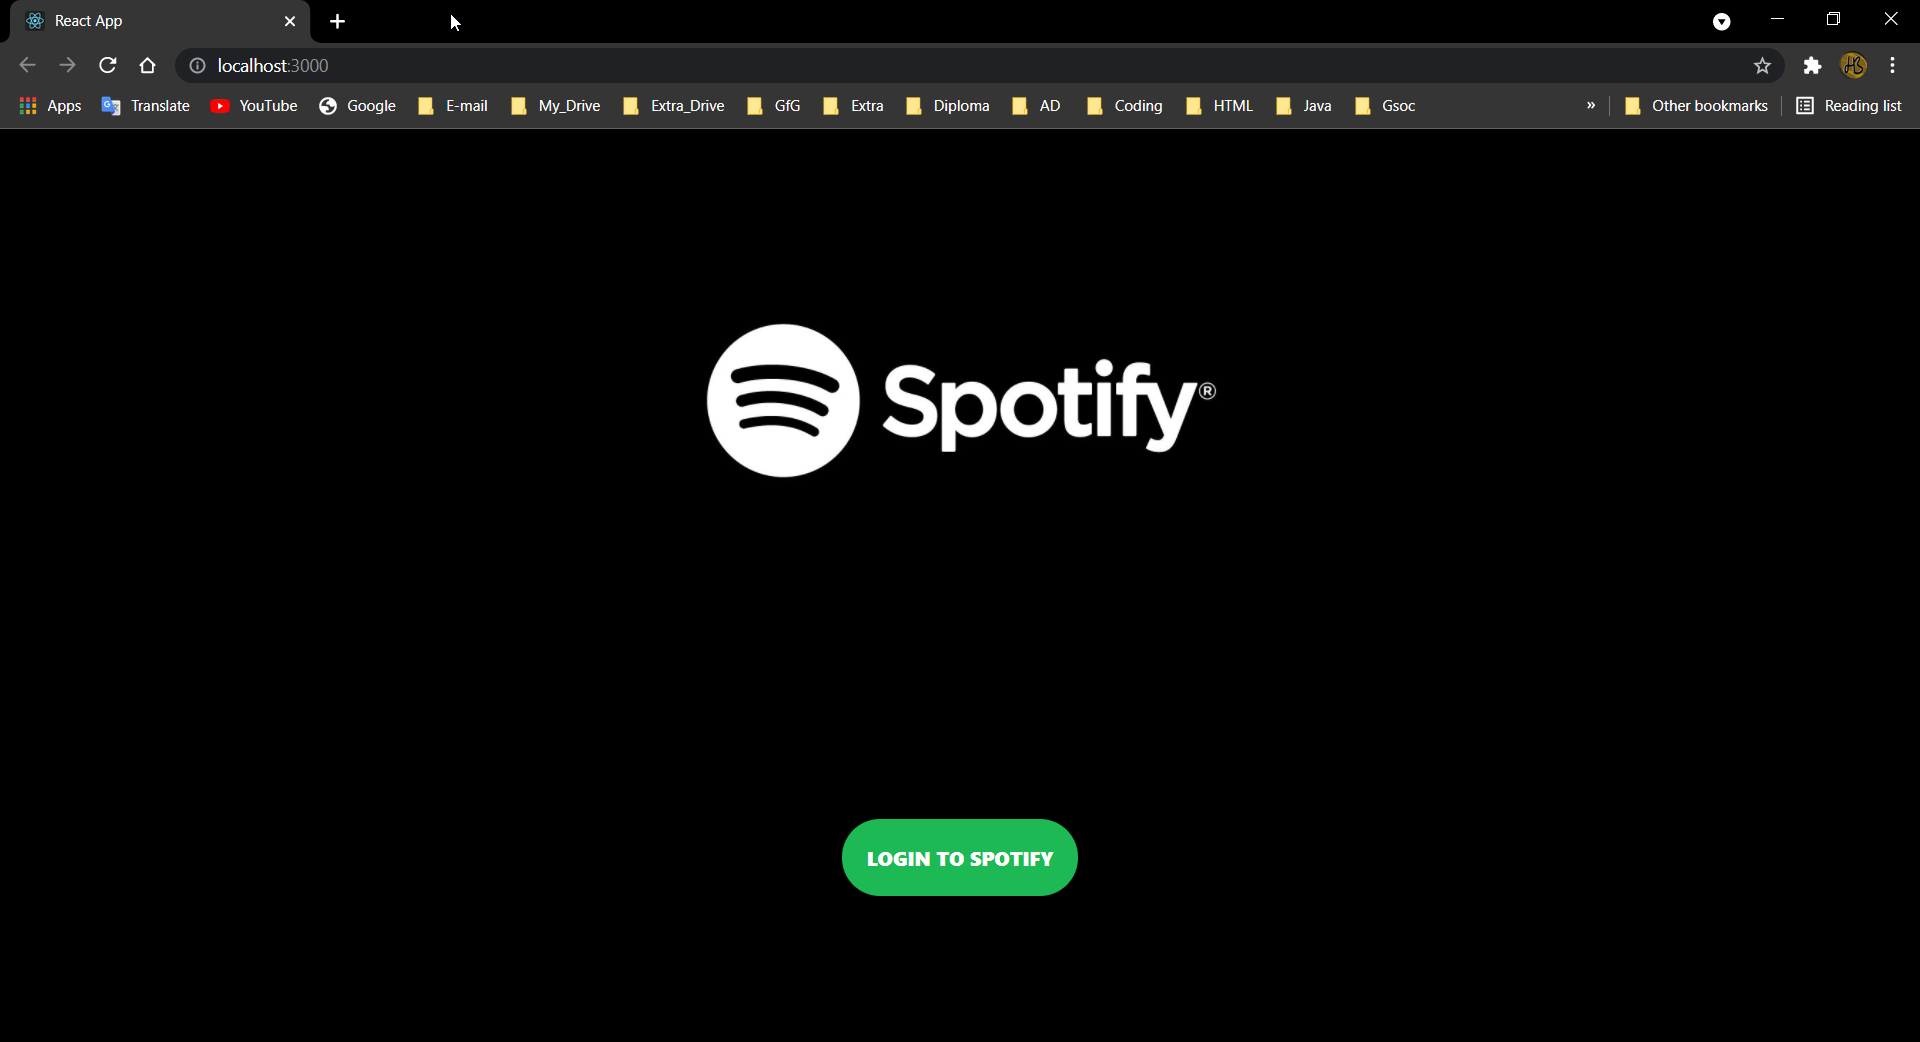 React App
localhost:3000
Apps Translate YouTube Google E-mail My_Drive Extra_Drive GfG Extra Diploma AD Coding HTML Java Gsoc » Other bookmarks Reading list
Spotify®
LOGIN TO SPOTIFY